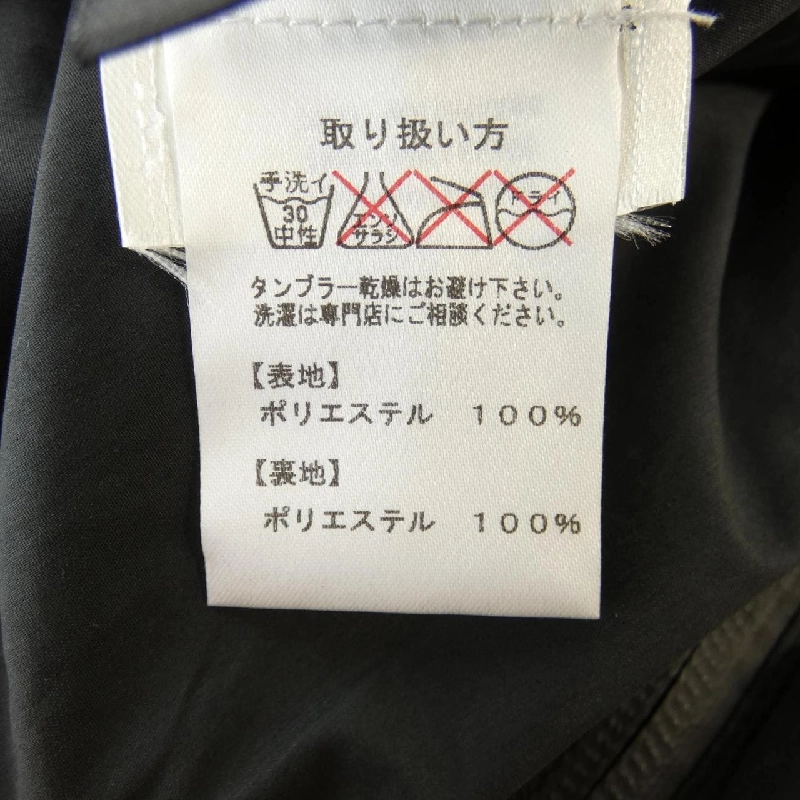 取り扱い方
手洗イ
30
中性
エンソ
サラシ
ドライ
タンブラー乾燥はお避け下さい。
洗濯は専門店にご相談ください。
【表地】
ポリエステル　１００％
【裏地】
ポリエステル　１００％